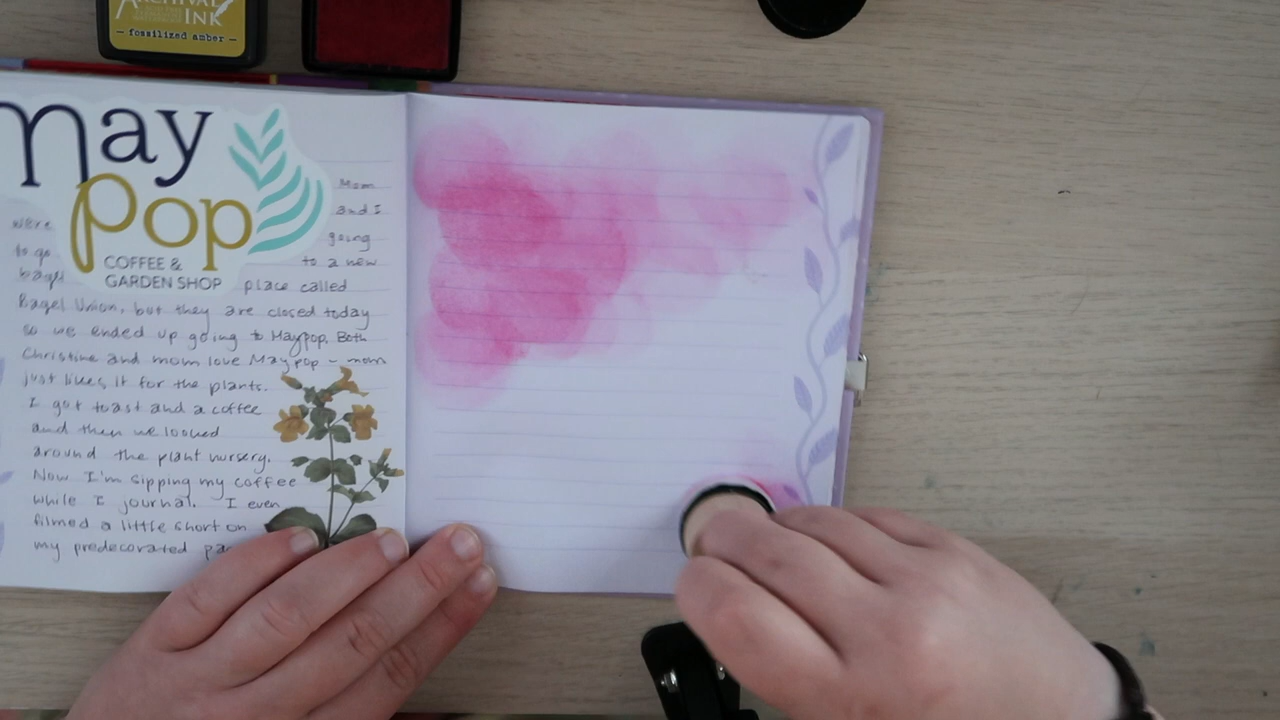 ARCHIVAL
INK
— fossilized amber —
May
Pop
COFFEE &
GARDEN SHOP
Mom
were and I
to go going
bagel to a new
place called
Bagel Union, but they are closed today
so we ended up going to Maypop. Both
Christine and mom love Maypop – mom
just likes it for the plants.
I got toast and a coffee
and then we looked
around the plant nursery.
Now I'm sipping my coffee
while I journal. I even
filmed a little short on
my predecorated pa